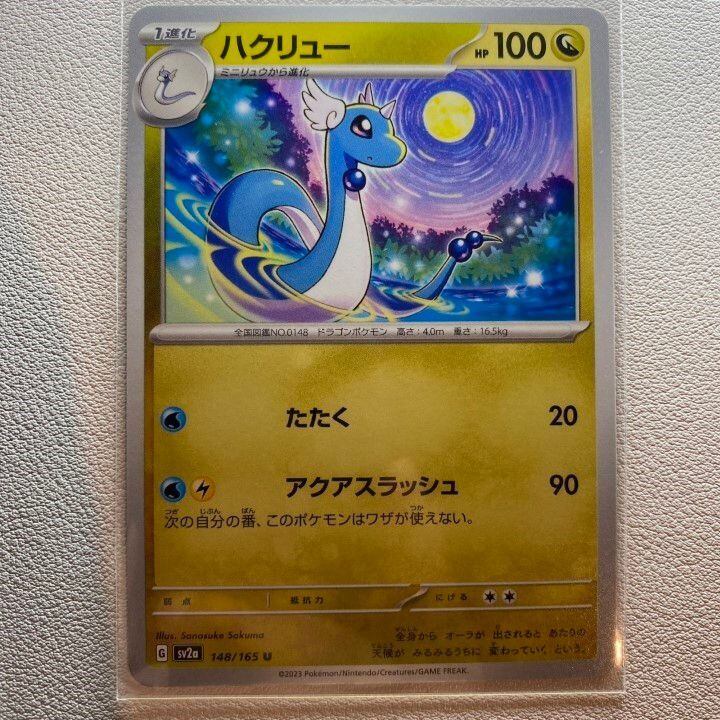 1進化
ハクリュー
HP 100
ミニリュウから進化
全国図鑑NO.0148 ドラゴンポケモン 高さ:4.0m 重さ:16.5kg
たたく 20
アクアスラッシュ 90
次の自分の番、このポケモンはワザが使えない。
弱点 抵抗力 にげる
Illus. Sanosuke Sakuma
G sv2a 148/165 U
全身から オーラが 出されると あたりの
天候が みるみるうちに 変わっていく という。
©2023 Pokémon/Nintendo/Creatures/GAME FREAK.